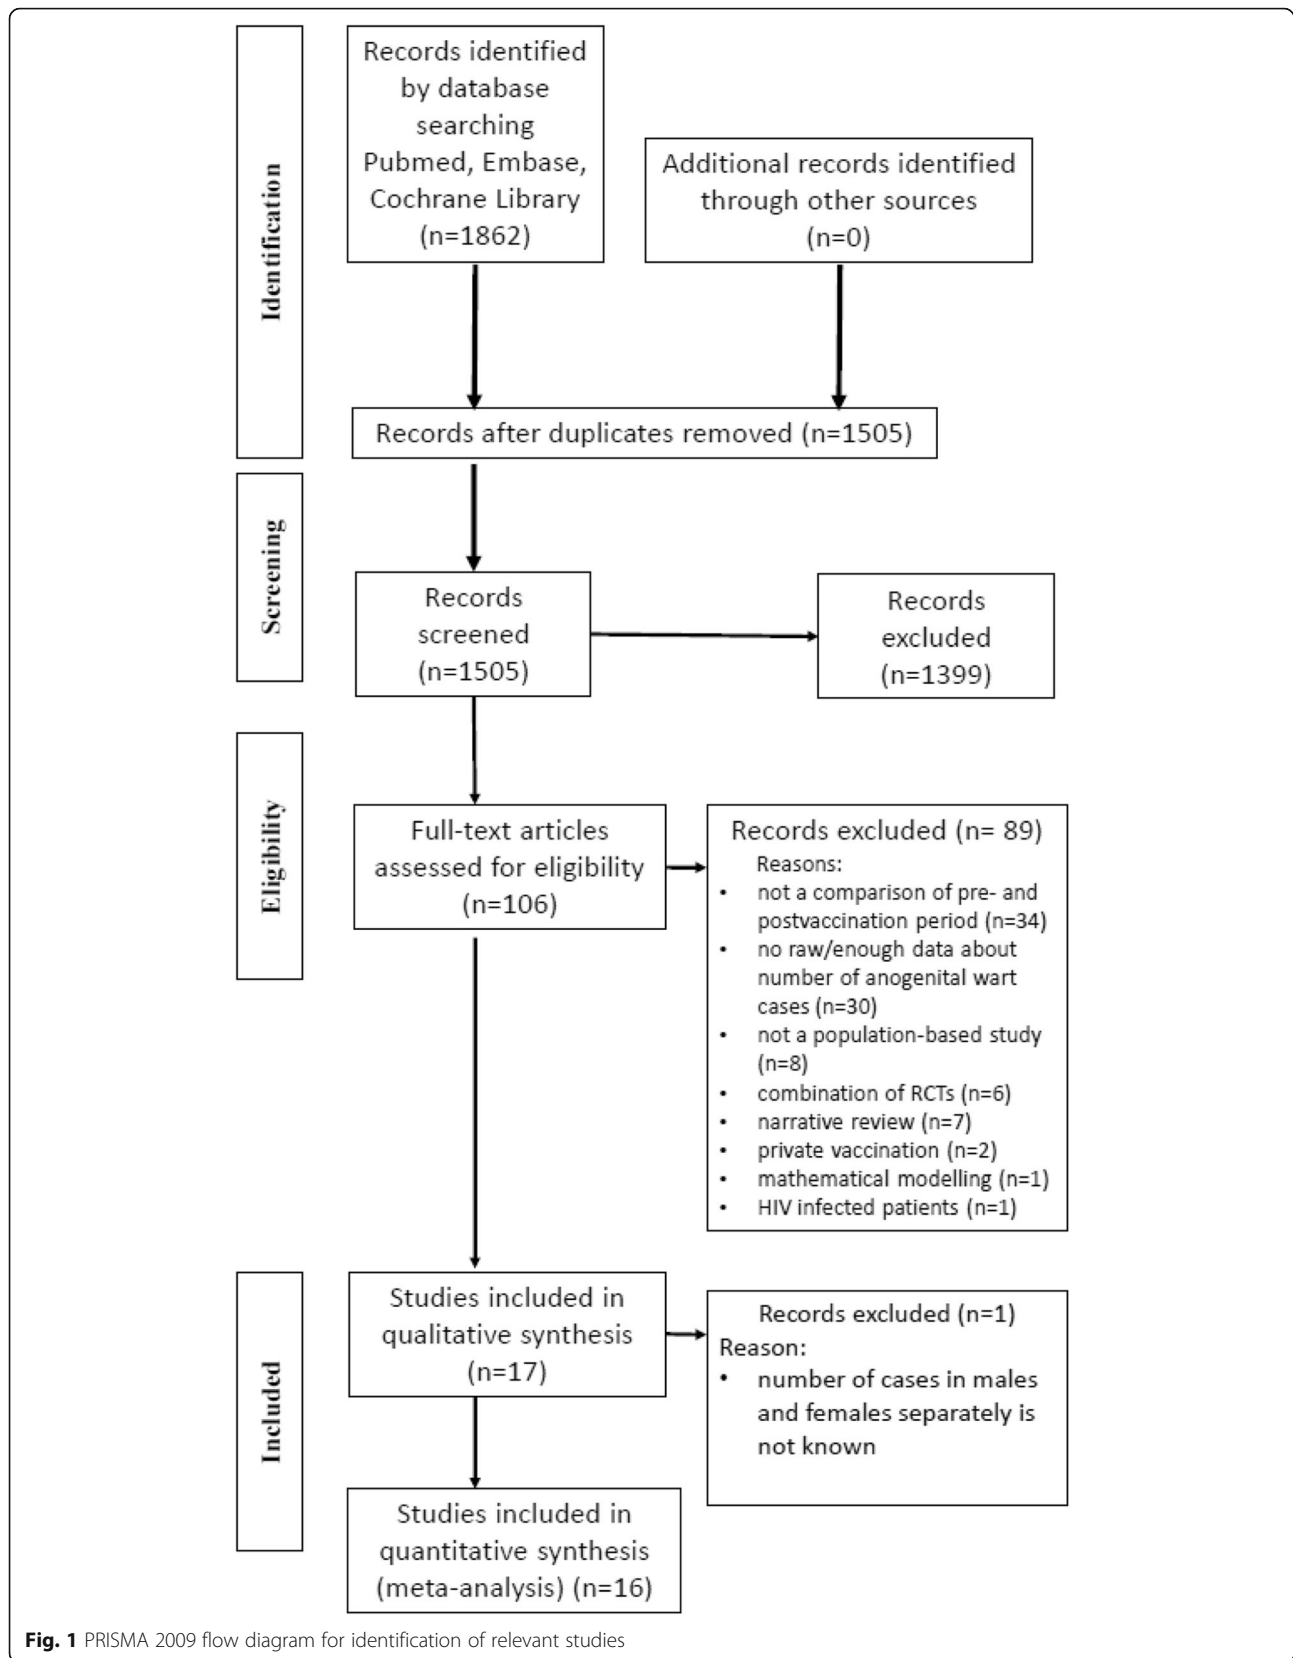 Identification
Records identified
by database
searching
Pubmed, Embase,
Cochrane Library
(n=1862)
Additional records identified
through other sources
(n=0)
Records after duplicates removed (n=1505)
Screening
Records
screened
(n=1505)
Records
excluded
(n=1399)
Eligibility
Full-text articles
assessed for eligibility
(n=106)
Records excluded (n= 89)
Reasons:
• not a comparison of pre- and
postvaccination period (n=34)
• no raw/enough data about
number of anogenital wart
cases (n=30)
• not a population-based study
(n=8)
• combination of RCTs (n=6)
• narrative review (n=7)
• private vaccination (n=2)
• mathematical modelling (n=1)
• HIV infected patients (n=1)
Included
Studies included in
qualitative synthesis
(n=17)
Records excluded (n=1)
Reason:
• number of cases in males
and females separately is
not known
Studies included in
quantitative synthesis
(meta-analysis) (n=16)
Fig. 1 PRISMA 2009 flow diagram for identification of relevant studies